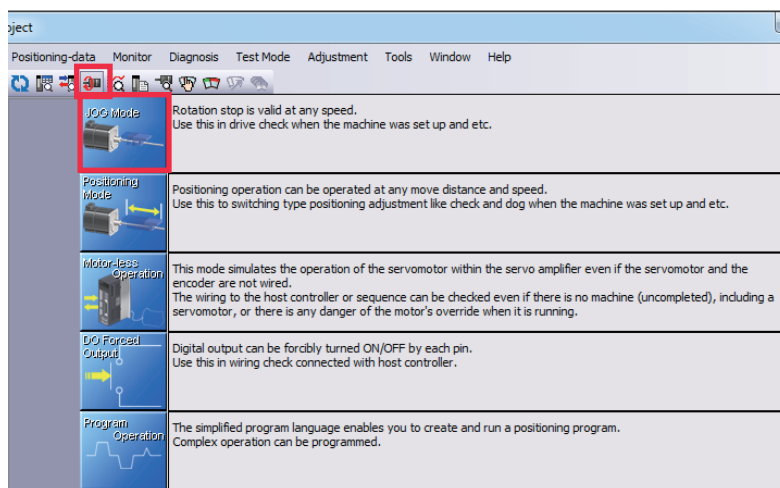 oject
Positioning-data Monitor Diagnosis Test Mode Adjustment Tools Window Help
JOG Mode
Rotation stop is valid at any speed.
Use this in drive check when the machine was set up and etc.
Positioning
Mode
Positioning operation can be operated at any move distance and speed.
Use this to switching type positioning adjustment like check and dog when the machine was set up and etc.
Motor-less
Operation
This mode simulates the operation of the servomotor within the servo amplifier even if the servomotor and the
encoder are not wired.
The wiring to the host controller or sequence can be checked even if there is no machine (uncompleted), including a
servomotor, or there is any danger of the motor's override when it is running.
DO Forced
Output
Digital output can be forcibly turned ON/OFF by each pin.
Use this in wiring check connected with host controller.
Program
Operation
The simplified program language enables you to create and run a positioning program.
Complex operation can be programmed.